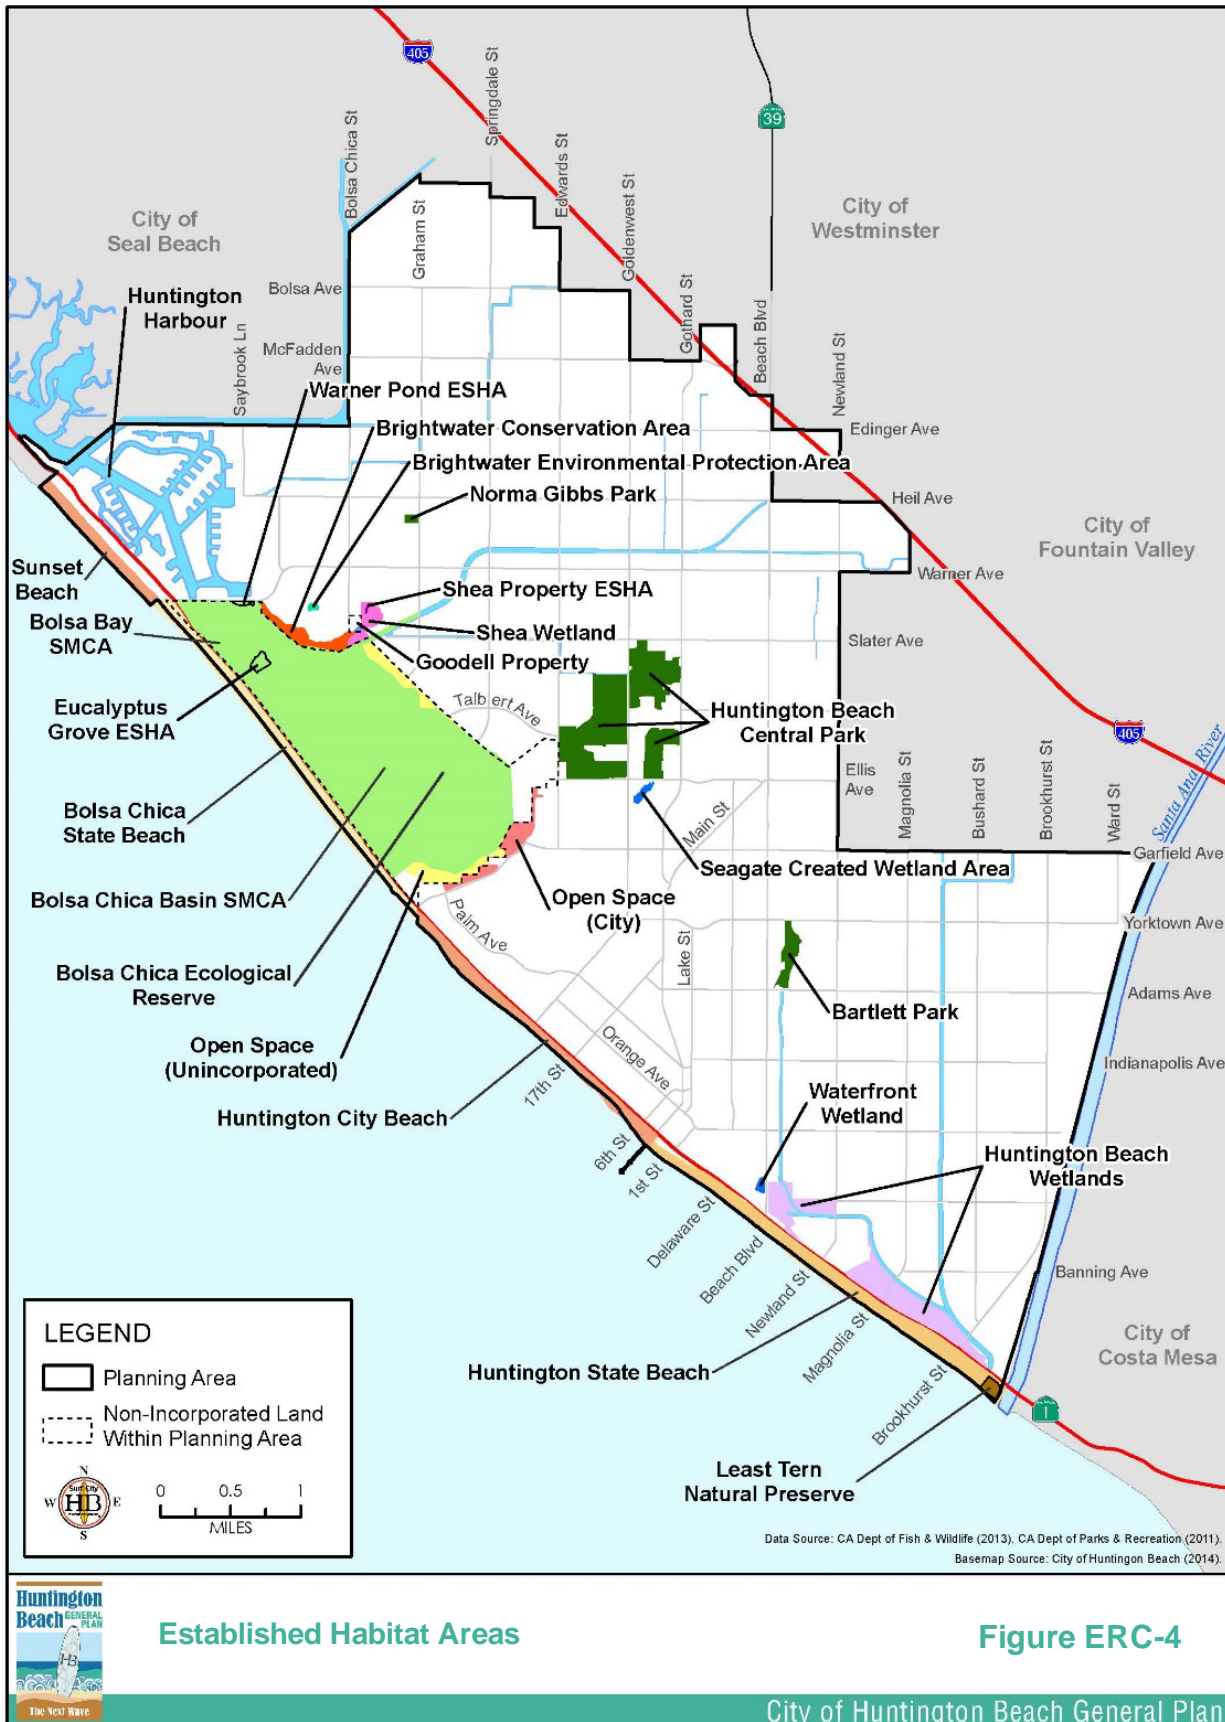 405
39
Springdale St
Bolsa Chica St
Edwards St
Graham St
Goldenwest St
Gothard St
Beach Blvd
Newland St
Saybrook Ln
City of
Seal Beach
City of
Westminster
Huntington
Harbour
Bolsa Ave
McFadden
Ave
Warner Pond ESHA
Brightwater Conservation Area
Brightwater Environmental Protection Area
Norma Gibbs Park
Edinger Ave
Heil Ave
City of
Fountain Valley
Warner Ave
Sunset
Beach
Bolsa Bay
SMCA
Shea Property ESHA
Shea Wetland
Goodell Property
Slater Ave
Eucalyptus
Grove ESHA
Talbert Ave
Huntington Beach
Central Park
405
Santa Ana River
Ellis
Ave
Magnolia St
Bushard St
Brookhurst St
Ward St
Bolsa Chica
State Beach
Main St
Garfield Ave
Seagate Created Wetland Area
Bolsa Chica Basin SMCA
Open Space
(City)
Palm Ave
Yorktown Ave
Lake St
Bolsa Chica Ecological
Reserve
Adams Ave
Bartlett Park
Open Space
(Unincorporated)
Orange Ave
Indianapolis Ave
17th St
Huntington City Beach
Waterfront
Wetland
6th St
1st St
Huntington Beach
Wetlands
Delaware St
Beach Blvd
Newland St
Magnolia St
Brookhurst St
Banning Ave
City of
Costa Mesa
Huntington State Beach
1
Least Tern
Natural Preserve
LEGEND
Planning Area
Non-Incorporated Land
Within Planning Area
N
W
E
S
Surf City
HB
0 0.5 1
MILES
Data Source: CA Dept of Fish & Wildlife (2013), CA Dept of Parks & Recreation (2011).
Basemap Source: City of Huntingon Beach (2014).
Huntington
Beach GENERAL
PLAN
HB
The Next Wave
Established Habitat Areas
Figure ERC-4
City of Huntington Beach General Plan